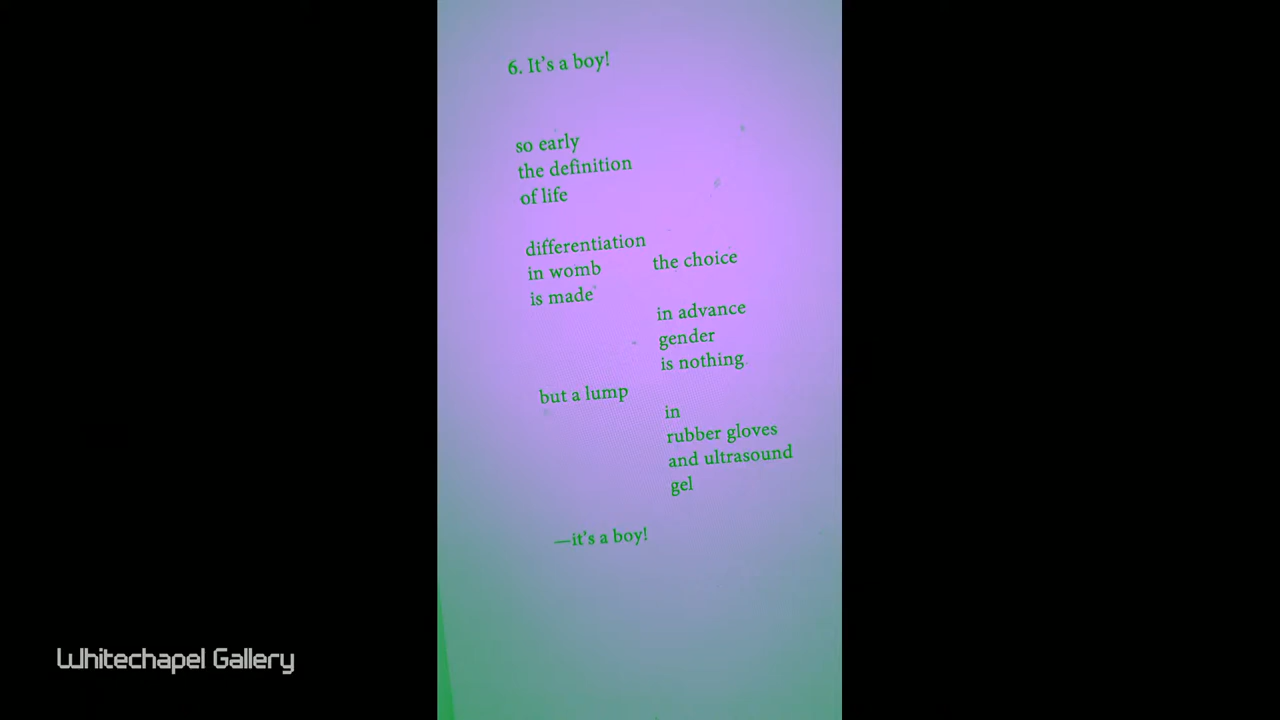 6. It's a boy!
so early
the definition
of life
differentiation
in womb the choice
is made
in advance
gender
is nothing
but a lump
in
rubber gloves
and ultrasound
gel
—it's a boy!
Whitechapel Gallery